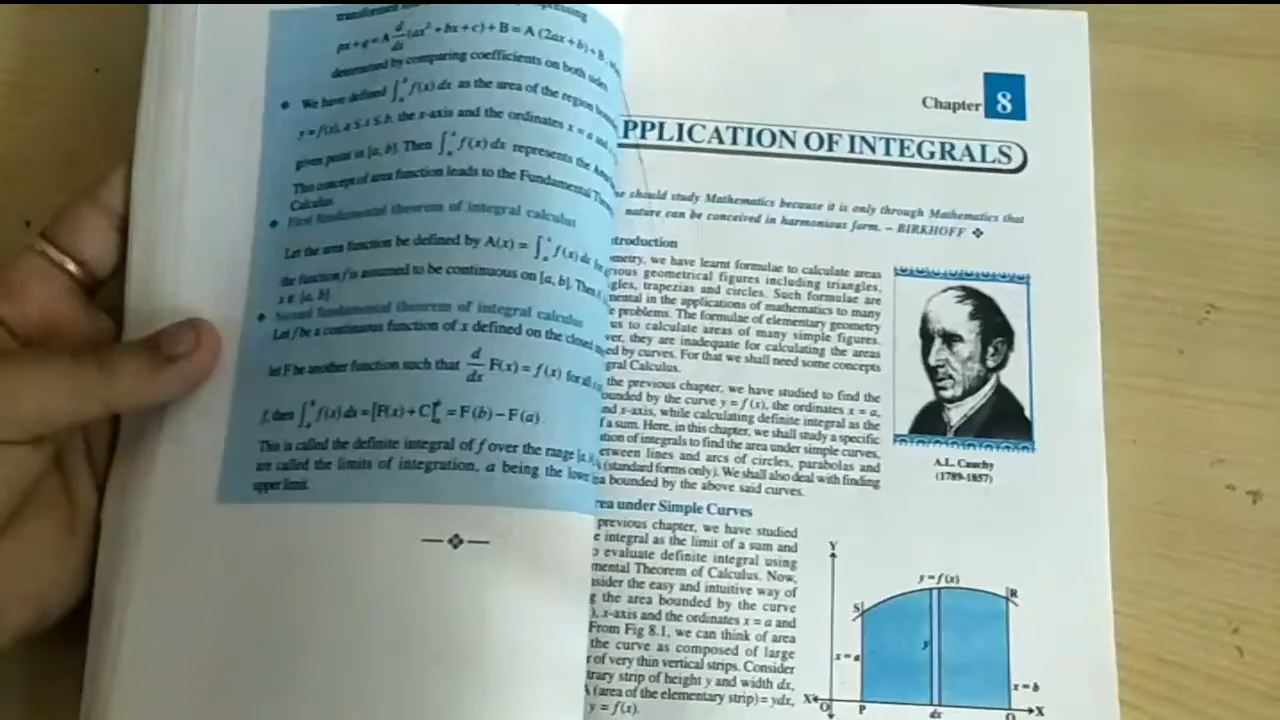 px+q=A d/dx (ax² + bx + c) + B = A (2ax + b) + B,
determined by comparing coefficients on both sides
❖ We have defined ∫ f(x) dx as the area of the region
y = f(x), a ≤ x ≤ b, the x-axis and the ordinates x = a and
given point in [a, b]. Then ∫ f(x) dx represents the
This concept of area function leads to the Fundamental
Calculus
❖ First fundamental theorem of integral calculus
Let the area function be defined by A(x) = ∫ f(x) dx
the function f is assumed to be continuous on [a, b]. Then
x ∈ [a, b]
❖ Second fundamental theorem of integral calculus
Let f be a continuous function of x defined on the closed
let F be another function such that d/dx F(x) = f(x) for all
f, then ∫ f(x) dx = [F(x) + C] = F(b) – F(a).
This is called the definite integral of f over the range
are called the limits of integration, a being the
upper limit.
Chapter 8
PPLICATION OF INTEGRALS
should study Mathematics because it is only through Mathematics that
nature can be conceived in harmonious form. – BIRKHOFF ❖
troduction
ometry, we have learnt formulae to calculate areas
rious geometrical figures including triangles,
gles, trapezias and circles. Such formulae are
mental in the applications of mathematics to many
problems. The formulae of elementary geometry
us to calculate areas of many simple figures.
ver, they are inadequate for calculating the areas
ed by curves. For that we shall need some concepts
gral Calculus.
the previous chapter, we have studied to find the
ounded by the curve y = f(x), the ordinates x = a,
nd x-axis, while calculating definite integral as the
f a sum. Here, in this chapter, we shall study a specific
tion of integrals to find the area under simple curves,
etween lines and arcs of circles, parabolas and
(standard forms only). We shall also deal with finding
a bounded by the above said curves.
A.L. Cauchy
(1789-1857)
rea under Simple Curves
previous chapter, we have studied
e integral as the limit of a sum and
o evaluate definite integral using
mental Theorem of Calculus. Now,
nsider the easy and intuitive way of
g the area bounded by the curve
), x-axis and the ordinates x = a and
From Fig 8.1, we can think of area
the curve as composed of large
r of very thin vertical strips. Consider
trary strip of height y and width dx,
A (area of the elementary strip) = ydx,
y = f(x).
Y
y = f(x)
S
R
y
x = a
x = b
X'
O
P
dx
Q
X